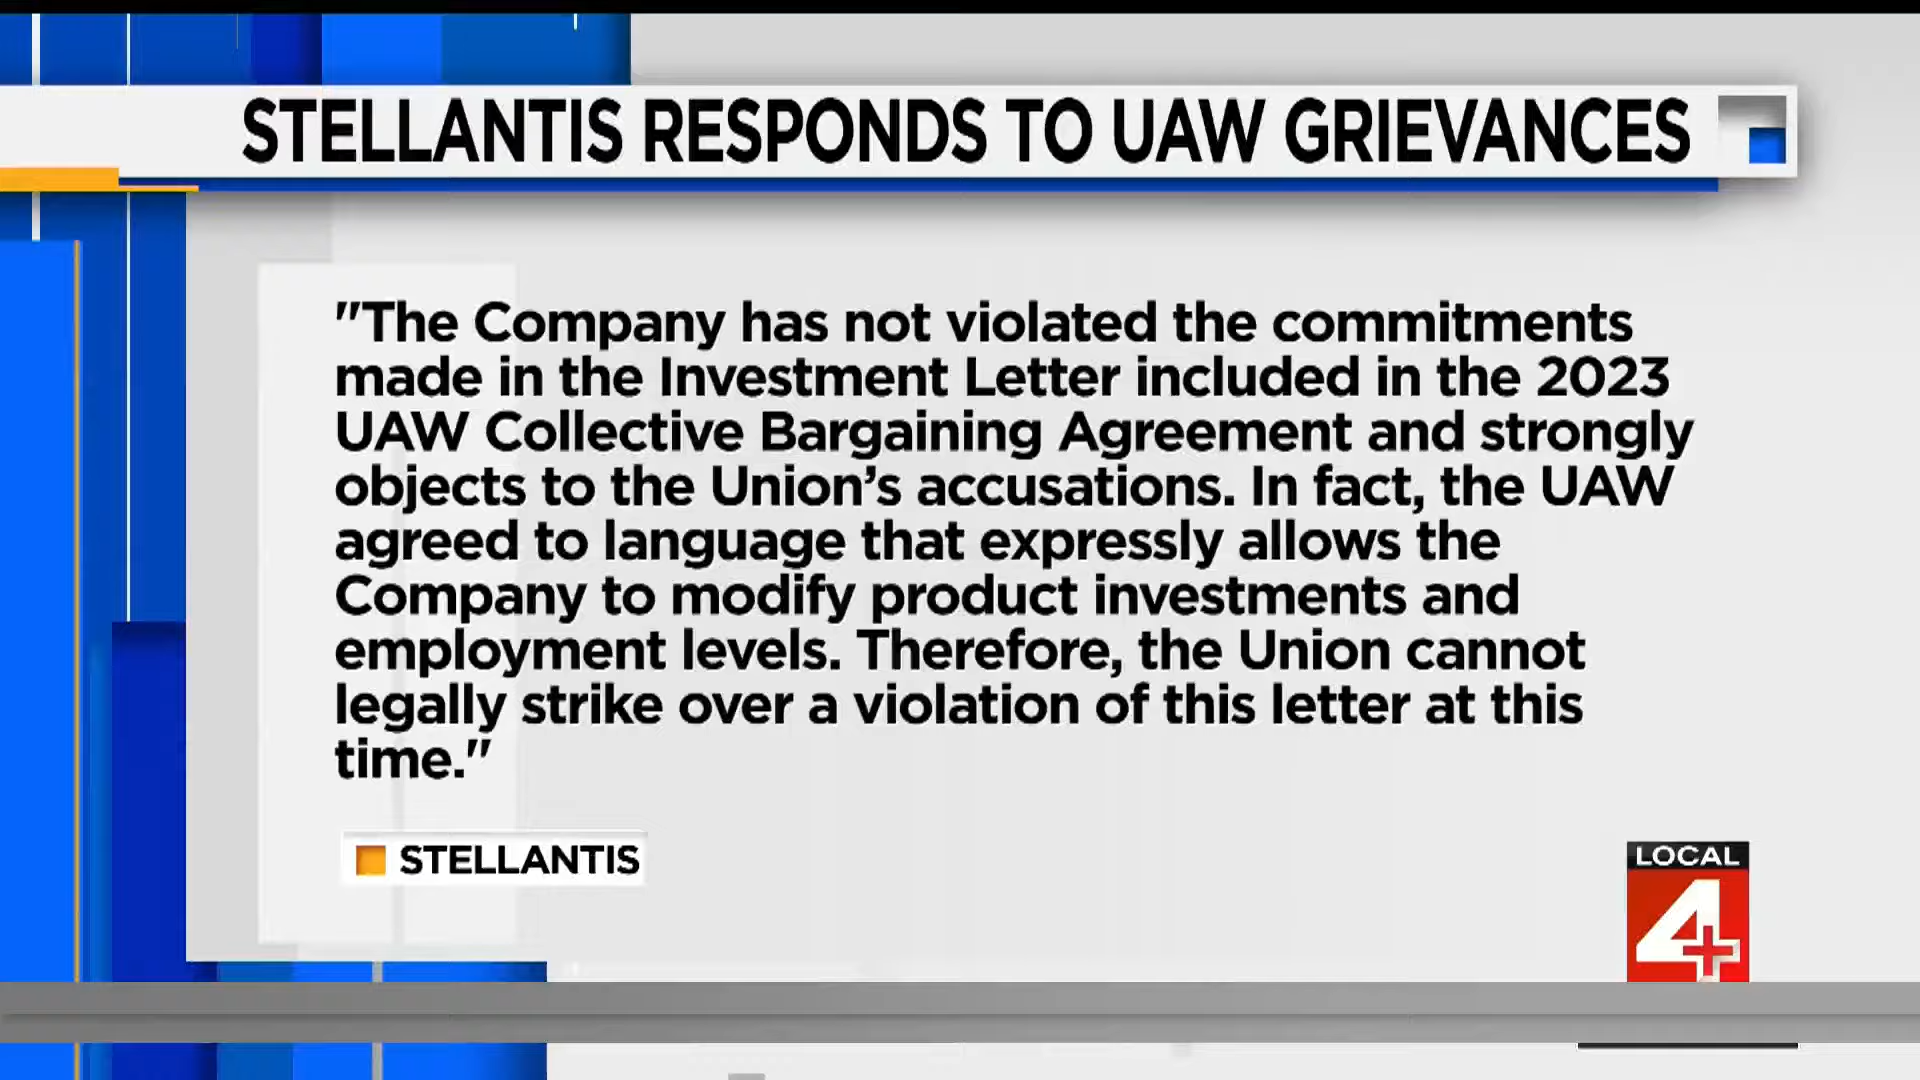 STELLANTIS RESPONDS TO UAW GRIEVANCES
"The Company has not violated the commitments
made in the Investment Letter included in the 2023
UAW Collective Bargaining Agreement and strongly
objects to the Union’s accusations. In fact, the UAW
agreed to language that expressly allows the
Company to modify product investments and
employment levels. Therefore, the Union cannot
legally strike over a violation of this letter at this
time."
STELLANTIS
LOCAL
4+